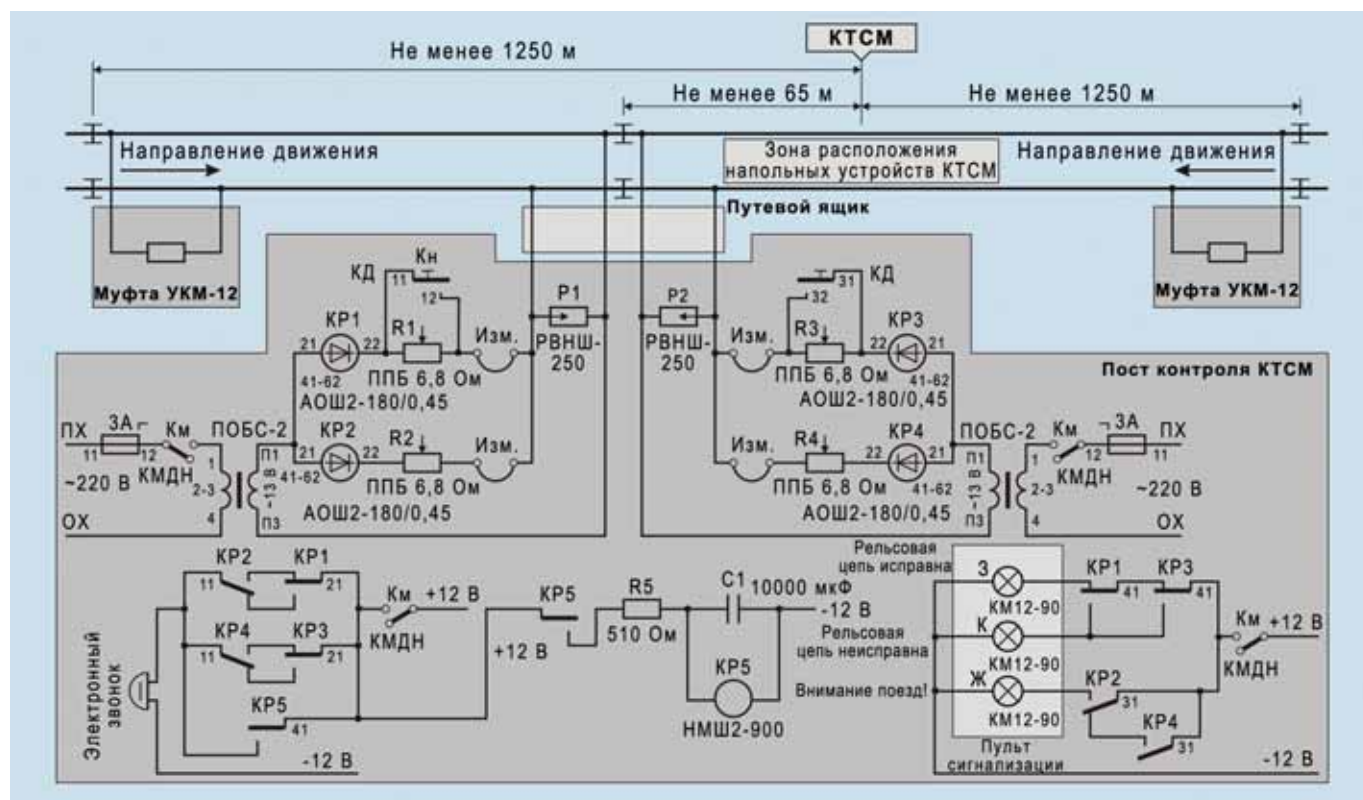 КТСМ
Не менее 1250 м
Не менее 65 м
Не менее 1250 м
Направление движения
Зона расположения
напольных устройств КТСМ
Направление движения
Путевой ящик
Муфта УКМ-12
Муфта УКМ-12
КД
Кн
11
12
КР1
21
22
R1
41-62
ППБ 6,8 Ом
АОШ2-180/0,45
Изм.
Р1
РВНШ-
250
Р2
РВНШ-
250
31
КД
32
Изм.
R3
КР3
22
21
41-62
ППБ 6,8 Ом
АОШ2-180/0,45
Пост контроля КТСМ
ПХ
3А
11
12
Км
КМДН
~220 В
ОХ
ПОБС-2
1
2-3
4
П1
~13 В
П3
КР2
21
22
41-62
R2
ППБ 6,8 Ом
АОШ2-180/0,45
Изм.
Изм.
R4
ППБ 6,8 Ом
АОШ2-180/0,45
КР4
22
21
41-62
ПОБС-2
П1
~13 В
П3
1
2-3
4
Км
КМДН
3А
12
11
ПХ
~220 В
ОХ
КР2
КР1
11
21
КР4
КР3
11
21
КР5
41
Км
+12 В
КМДН
Электронный
звонок
-12 В
КР5
+12 В
R5
510 Ом
С1
10000 мкФ
-12 В
КР5
НМШ2-900
Рельсовая
цепь исправна
З
КМ12-90
Рельсовая
цепь неисправна
К
КМ12-90
Внимание поезд!
Ж
КМ12-90
Пульт
сигнализации
КР1
41
КР3
41
КР2
31
КР4
31
Км
+12 В
КМДН
-12 В